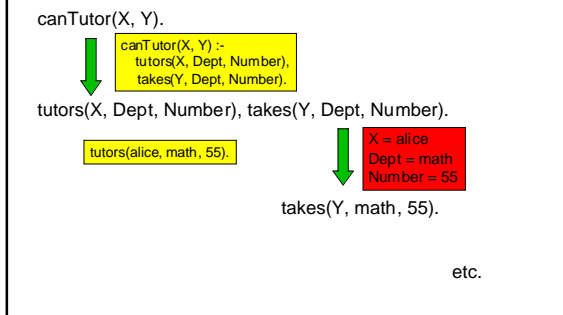 canTutor(X, Y).
canTutor(X, Y) :-
tutors(X, Dept, Number),
takes(Y, Dept, Number).
tutors(X, Dept, Number), takes(Y, Dept, Number).
tutors(alice, math, 55).
X = alice
Dept = math
Number = 55
takes(Y, math, 55).
etc.